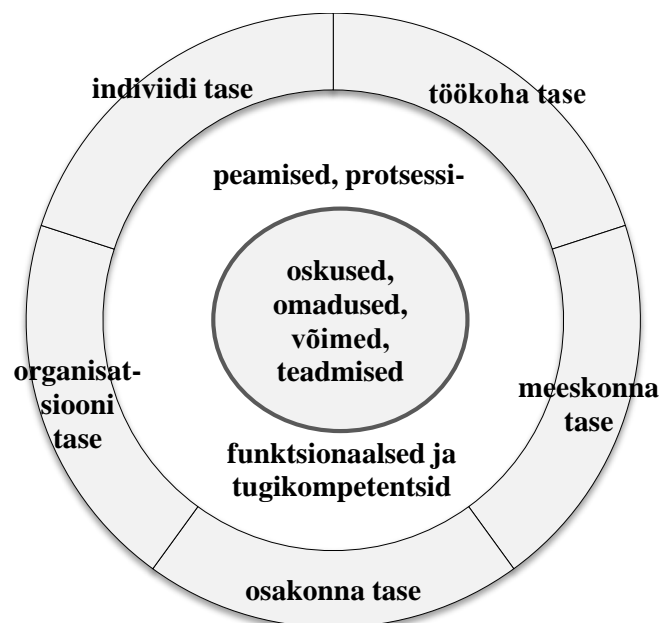 indiviidi tase
töökoha tase
peamised, protsessi-
oskused,
omadused,
võimed,
teadmised
organisat-
siooni
tase
meeskonna
tase
funktsionaalsed ja
tugikompetentsid
osakonna tase